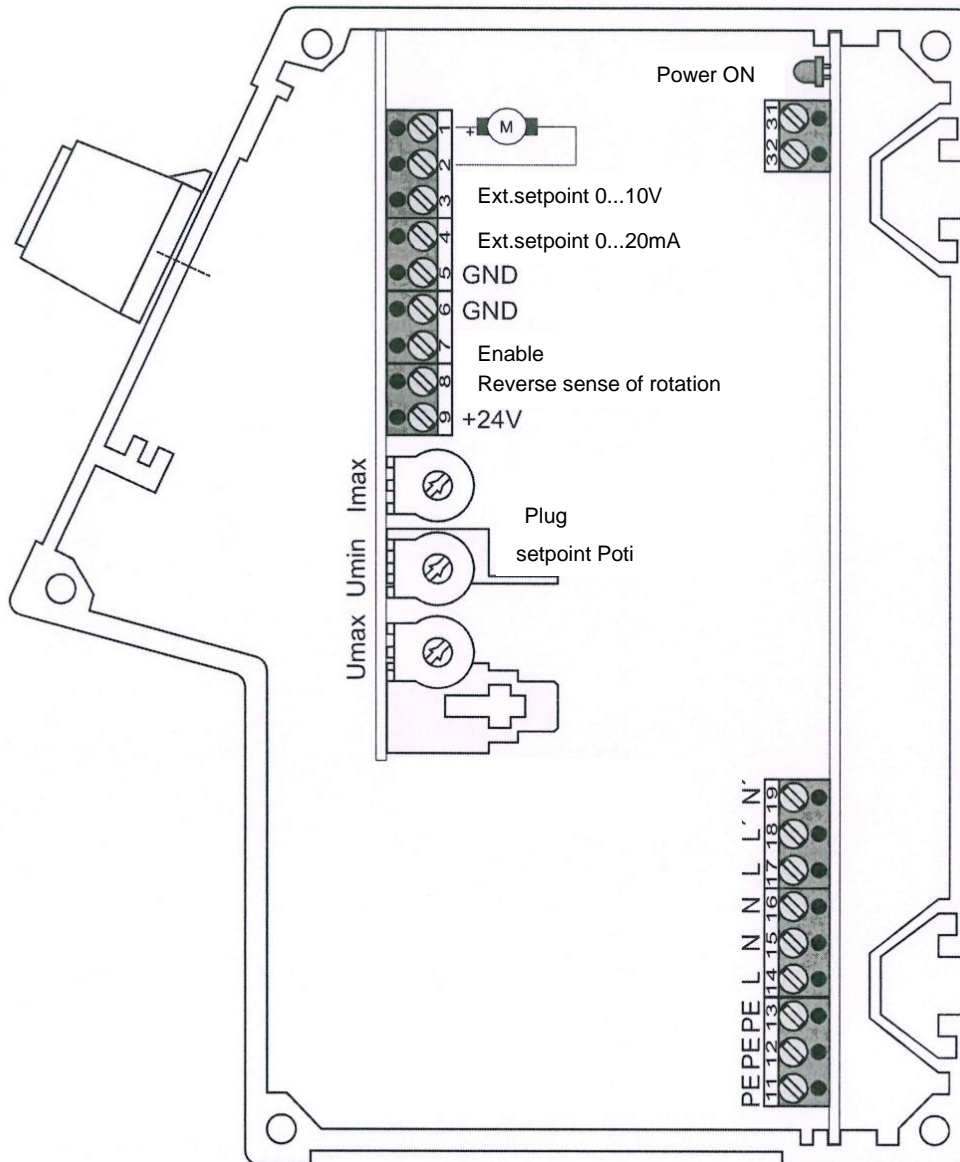 Power ON
31
32
1
+ M
2
3 Ext.setpoint 0...10V
4 Ext.setpoint 0...20mA
5 GND
6 GND
7 Enable
8 Reverse sense of rotation
9 +24V
Imax
Plug
Umin
setpoint Poti
Umax
N´ 19
L´ 18
L 17
N 16
N 15
L 14
PE 13
PE 12
PE 11